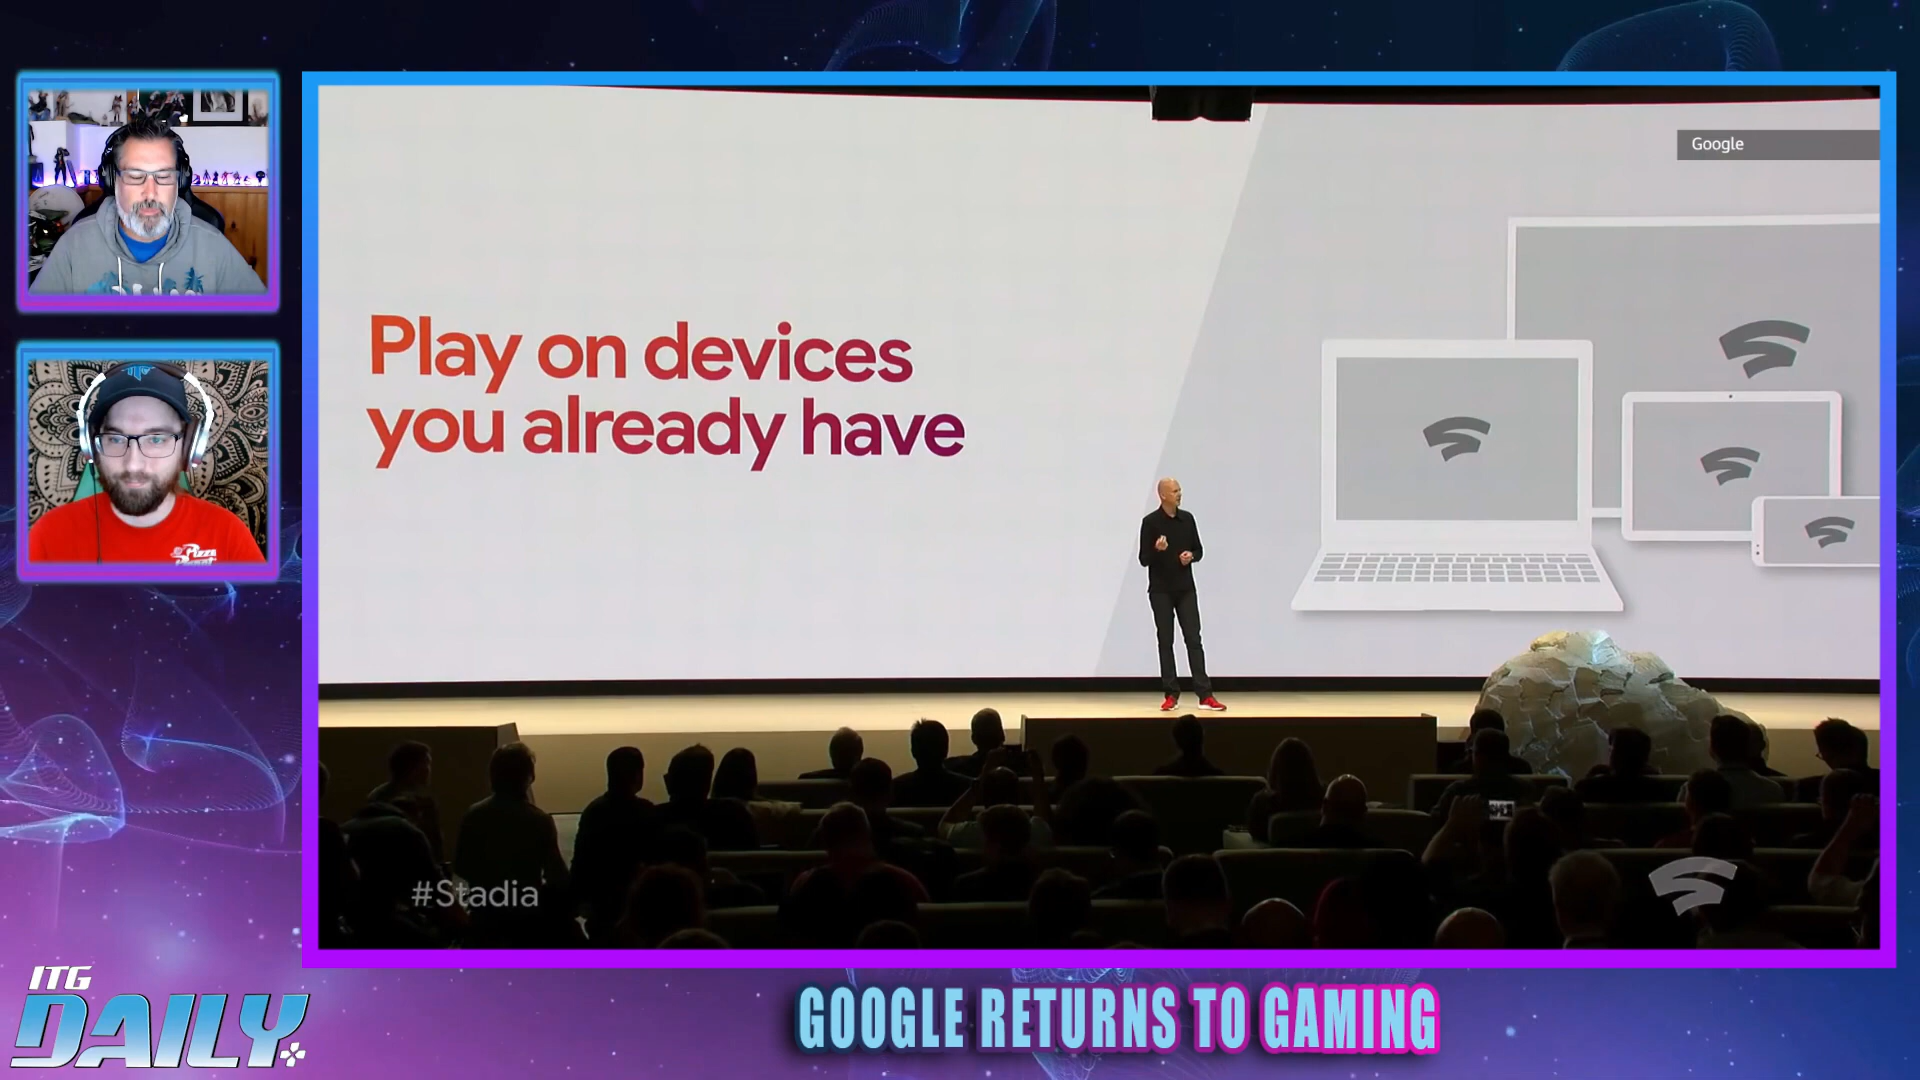 Google
Play on devices
you already have
#Stadia
ITG
DAILY
GOOGLE RETURNS TO GAMING